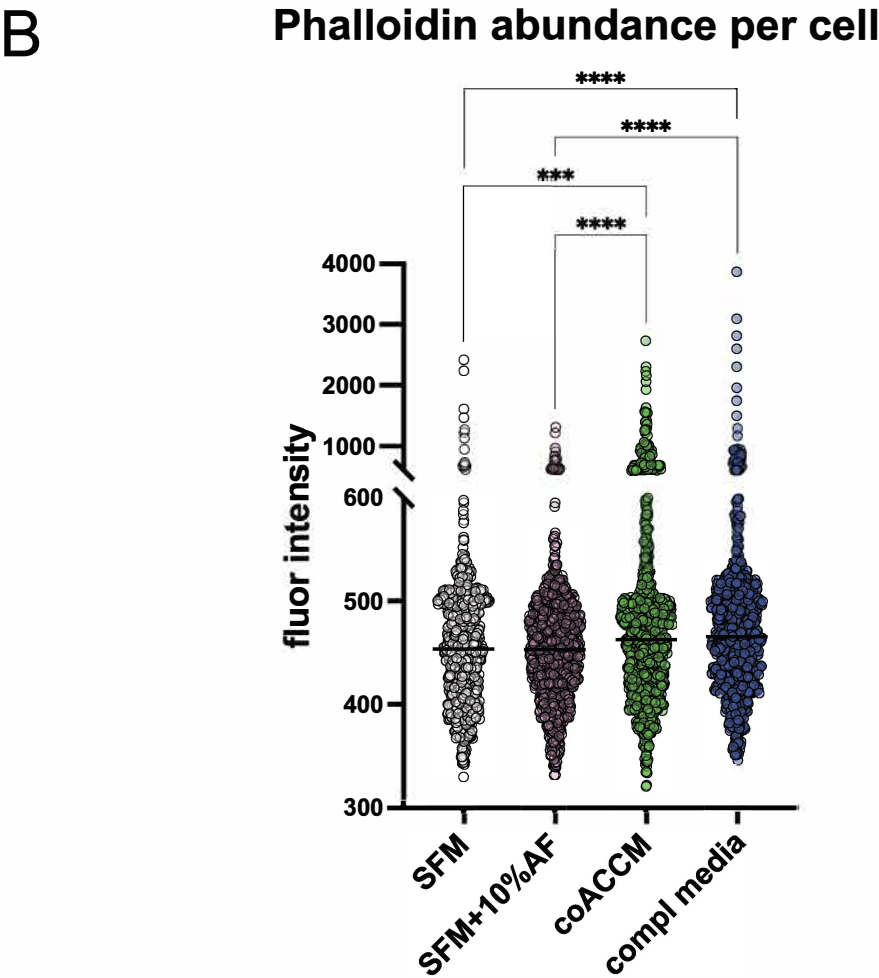 B
Phalloidin abundance per cell
****
****
***
****
4000
3000
2000
1000
600
500
400
300
fluor intensity
SFM
SFM+10%AF
coACCM
compl media